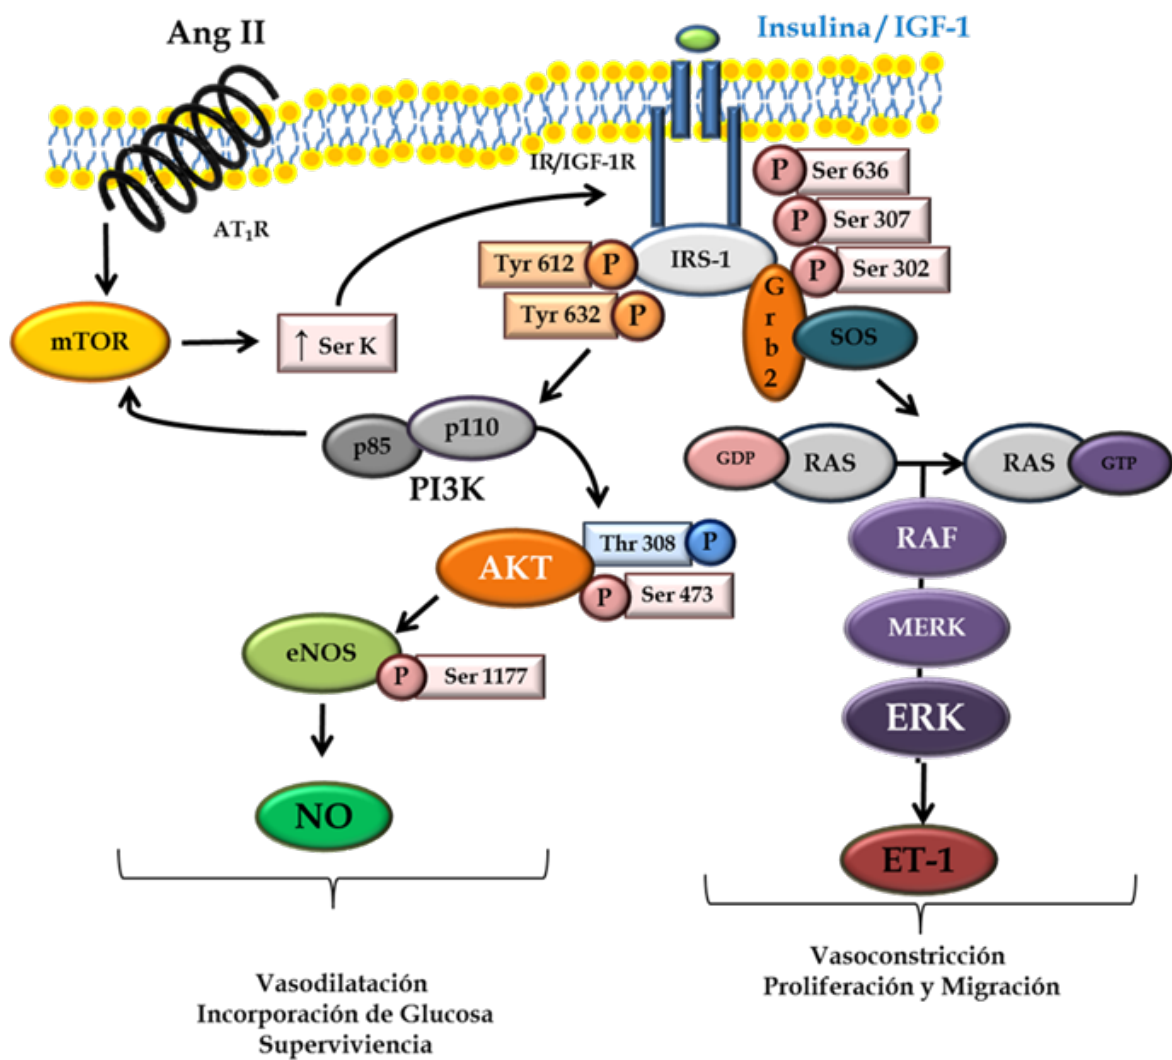 Ang II
Insulina / IGF-1
IR/IGF-1R
AT₁R
P
Ser 636
P
Ser 307
P
Ser 302
Tyr 612
P
IRS-1
Tyr 632
P
Grb2
SOS
mTOR
↑ Ser K
p85
p110
PI3K
GDP
RAS
RAS
GTP
RAF
MERK
ERK
ET-1
AKT
Thr 308
P
P
Ser 473
eNOS
P
Ser 1177
NO
Vasodilatación
Incorporación de Glucosa
Superviviencia
Vasoconstricción
Proliferación y Migración